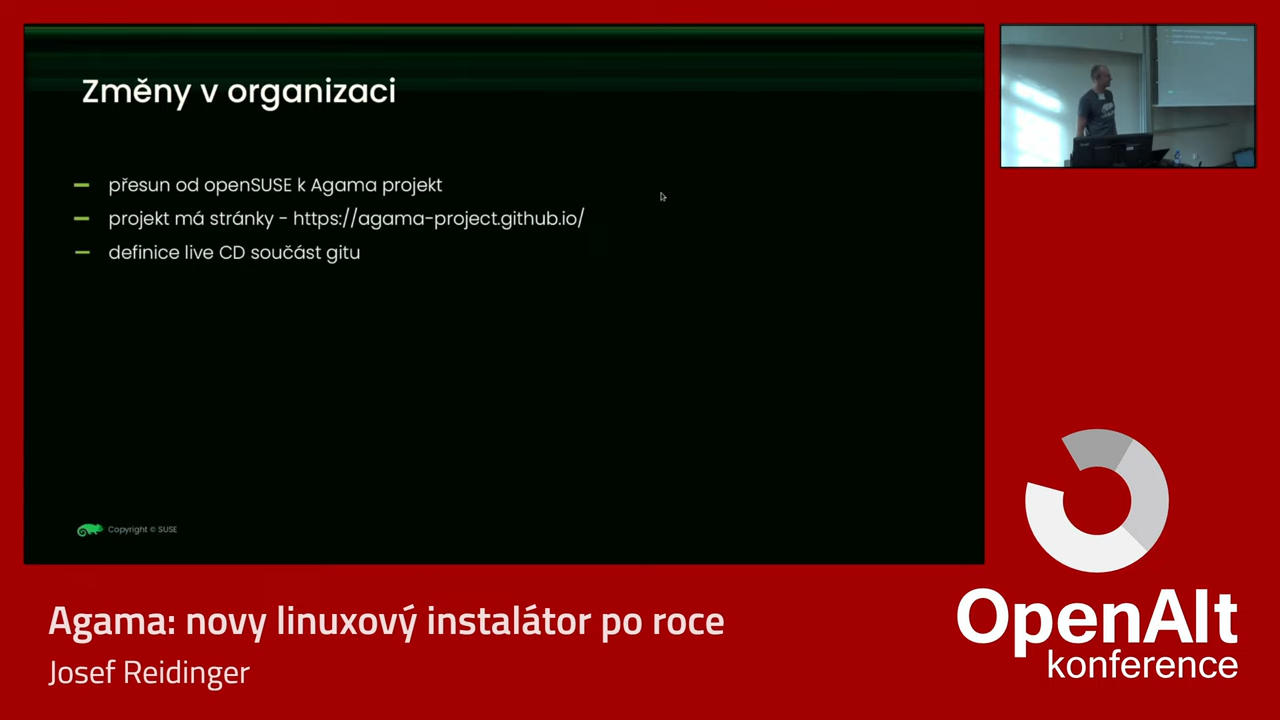 Změny v organizaci
přesun od openSUSE k Agama projekt
projekt má stránky - https://agama-project.github.io/
definice live CD součást gitu
Copyright © SUSE
Agama: novy linuxový instalátor po roce
Josef Reidinger
OpenAlt
konference